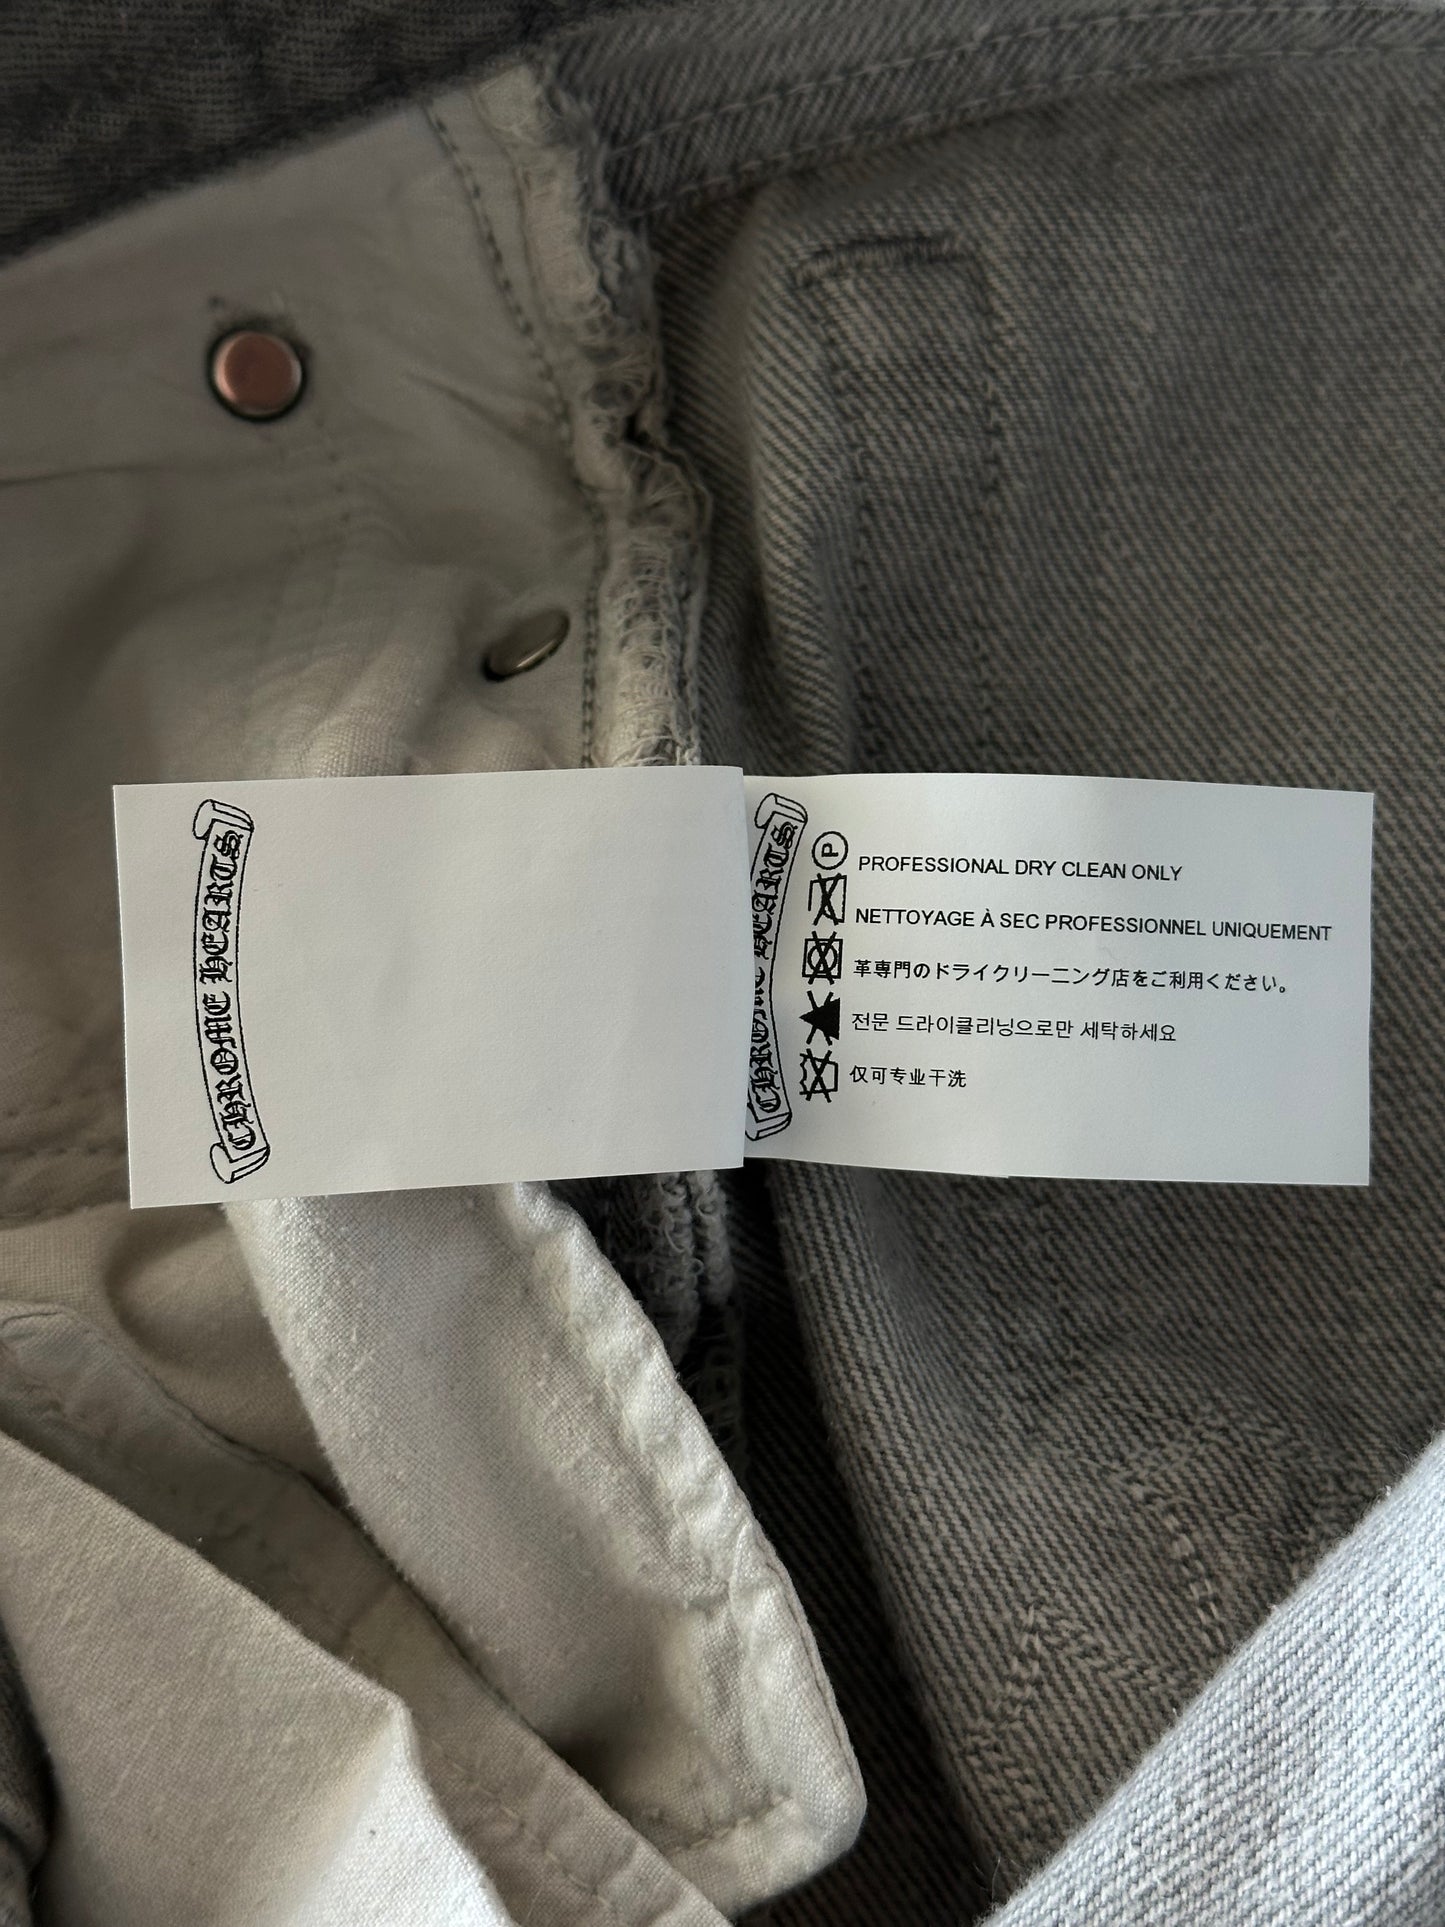 CHROME HEARTS
CHROME HEARTS
P
PROFESSIONAL DRY CLEAN ONLY
NETTOYAGE À SEC PROFESSIONNEL UNIQUEMENT
革専門のドライクリーニング店をご利用ください。
전문 드라이클리닝으로만 세탁하세요
仅可专业干洗